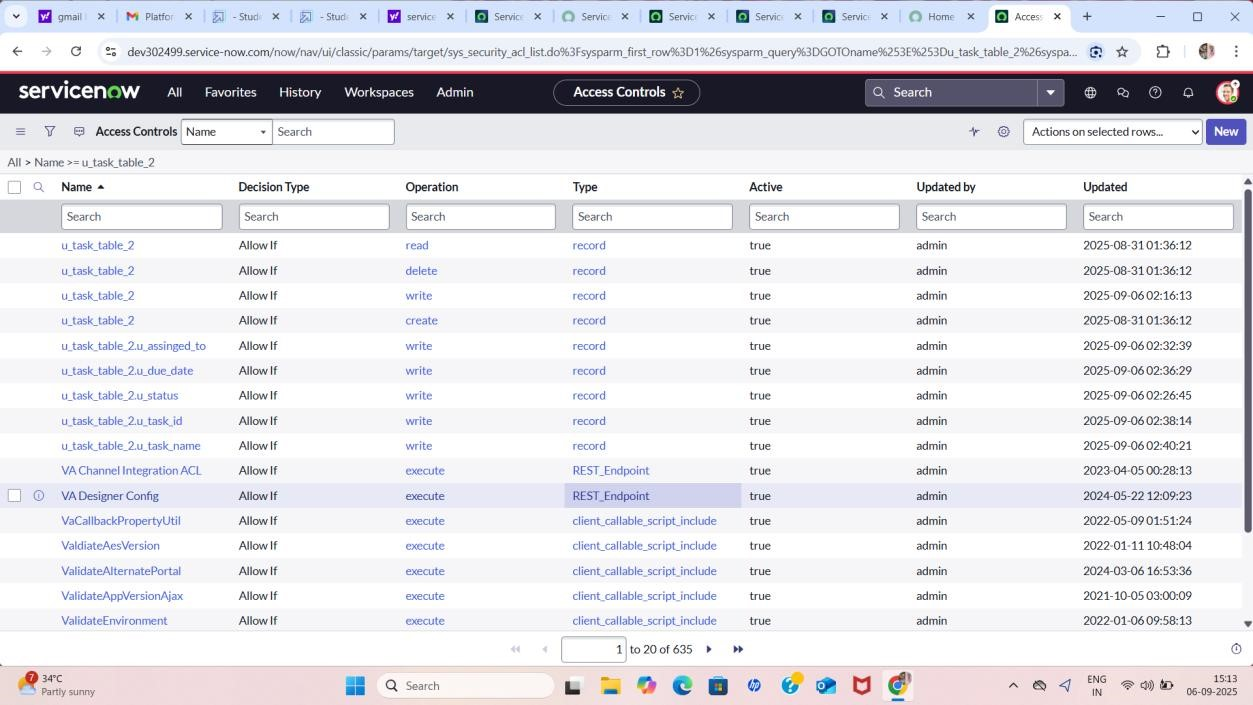 gmail
Platfor
- Stude
- Stude
service
Service
Service
Service
Service
Service
Home
Access
dev302499.service-now.com/now/nav/ui/classic/params/target/sys_security_acl_list.do%3Fsysparm_first_row%3D1%26sysparm_query%3DGOTOname%253E%253Du_task_table_2%26syspa...
servicenow All Favorites History Workspaces Admin Access Controls Search
Access Controls Name Search Actions on selected rows... New
All > Name >= u_task_table_2
Name Decision Type Operation Type Active Updated by Updated
Search Search Search Search Search Search Search
u_task_table_2 Allow If read record true admin 2025-08-31 01:36:12
u_task_table_2 Allow If delete record true admin 2025-08-31 01:36:12
u_task_table_2 Allow If write record true admin 2025-09-06 02:16:13
u_task_table_2 Allow If create record true admin 2025-08-31 01:36:12
u_task_table_2.u_assinged_to Allow If write record true admin 2025-09-06 02:32:39
u_task_table_2.u_due_date Allow If write record true admin 2025-09-06 02:36:29
u_task_table_2.u_status Allow If write record true admin 2025-09-06 02:26:45
u_task_table_2.u_task_id Allow If write record true admin 2025-09-06 02:38:14
u_task_table_2.u_task_name Allow If write record true admin 2025-09-06 02:40:21
VA Channel Integration ACL Allow If execute REST_Endpoint true admin 2023-04-05 00:28:13
VA Designer Config Allow If execute REST_Endpoint true admin 2024-05-22 12:09:23
VaCallbackPropertyUtil Allow If execute client_callable_script_include true admin 2022-05-09 01:51:24
ValdiateAesVersion Allow If execute client_callable_script_include true admin 2022-01-11 10:48:04
ValidateAlternatePortal Allow If execute client_callable_script_include true admin 2024-03-06 16:53:36
ValidateAppVersionAjax Allow If execute client_callable_script_include true admin 2021-10-05 03:00:09
ValidateEnvironment Allow If execute client_callable_script_include true admin 2022-01-06 09:58:13
1 to 20 of 635
7 34°C
Partly sunny
Search
ENG
IN
15:13
06-09-2025